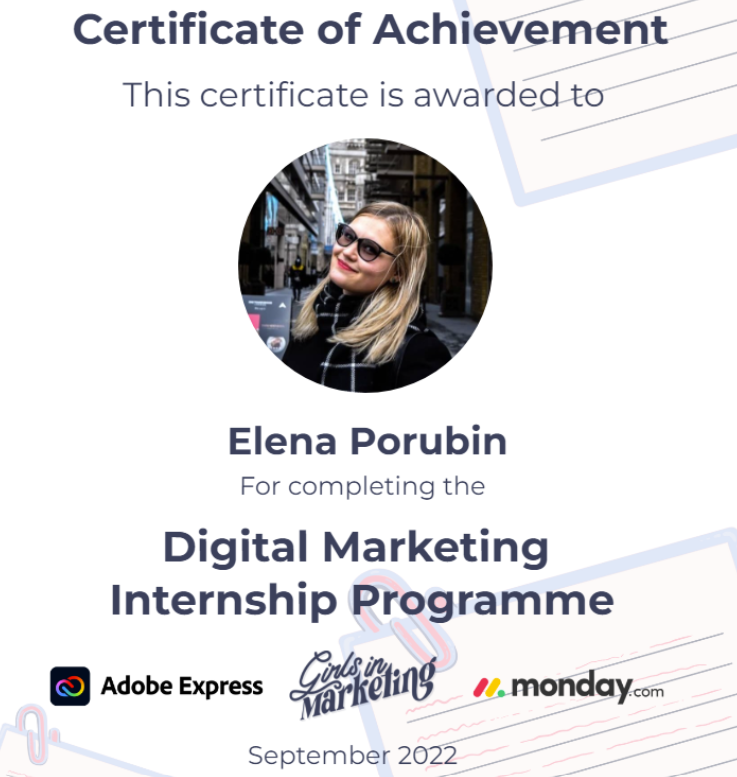 Certificate of Achievement
This certificate is awarded to
Elena Porubin
For completing the
Digital Marketing
Internship Programme
Adobe Express
Girls in
Marketing
monday.com
September 2022